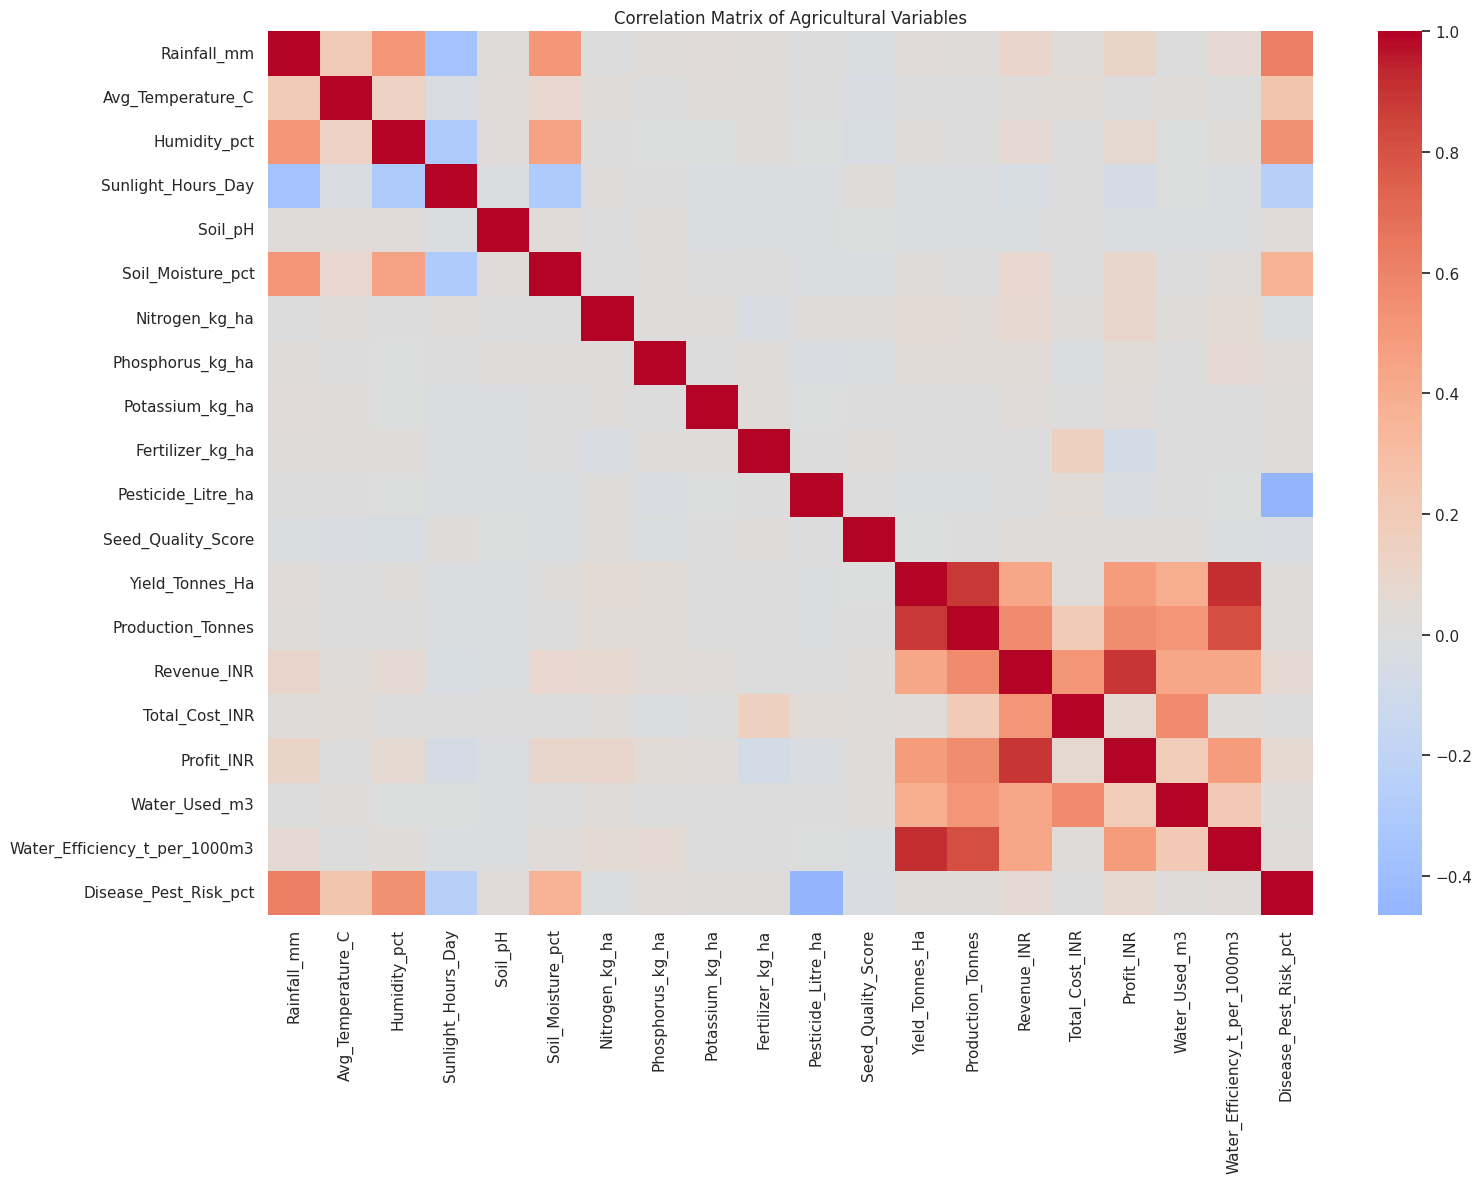 Correlation Matrix of Agricultural Variables
Rainfall_mm
Avg_Temperature_C
Humidity_pct
Sunlight_Hours_Day
Soil_pH
Soil_Moisture_pct
Nitrogen_kg_ha
Phosphorus_kg_ha
Potassium_kg_ha
Fertilizer_kg_ha
Pesticide_Litre_ha
Seed_Quality_Score
Yield_Tonnes_Ha
Production_Tonnes
Revenue_INR
Total_Cost_INR
Profit_INR
Water_Used_m3
Water_Efficiency_t_per_1000m3
Disease_Pest_Risk_pct
Rainfall_mm
Avg_Temperature_C
Humidity_pct
Sunlight_Hours_Day
Soil_pH
Soil_Moisture_pct
Nitrogen_kg_ha
Phosphorus_kg_ha
Potassium_kg_ha
Fertilizer_kg_ha
Pesticide_Litre_ha
Seed_Quality_Score
Yield_Tonnes_Ha
Production_Tonnes
Revenue_INR
Total_Cost_INR
Profit_INR
Water_Used_m3
Water_Efficiency_t_per_1000m3
Disease_Pest_Risk_pct
1.0
0.8
0.6
0.4
0.2
0.0
−0.2
−0.4